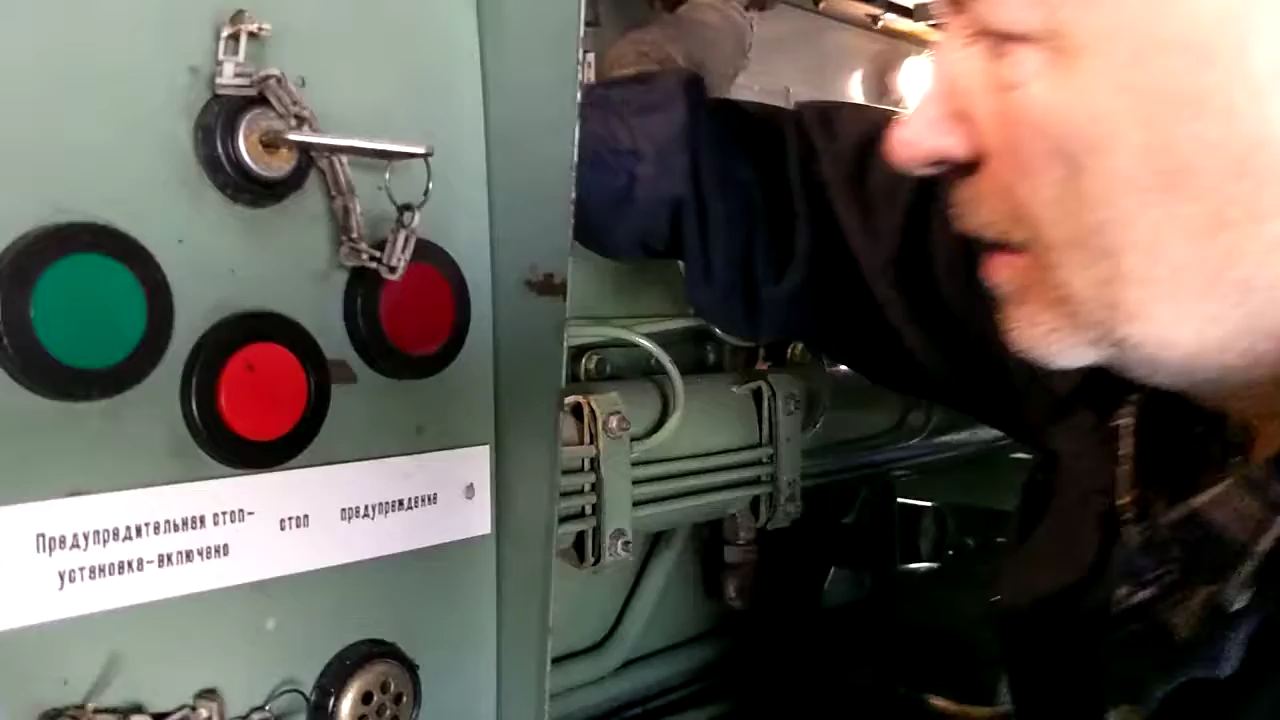 Предупредительная стоп- стоп предупреждение
установка-включено